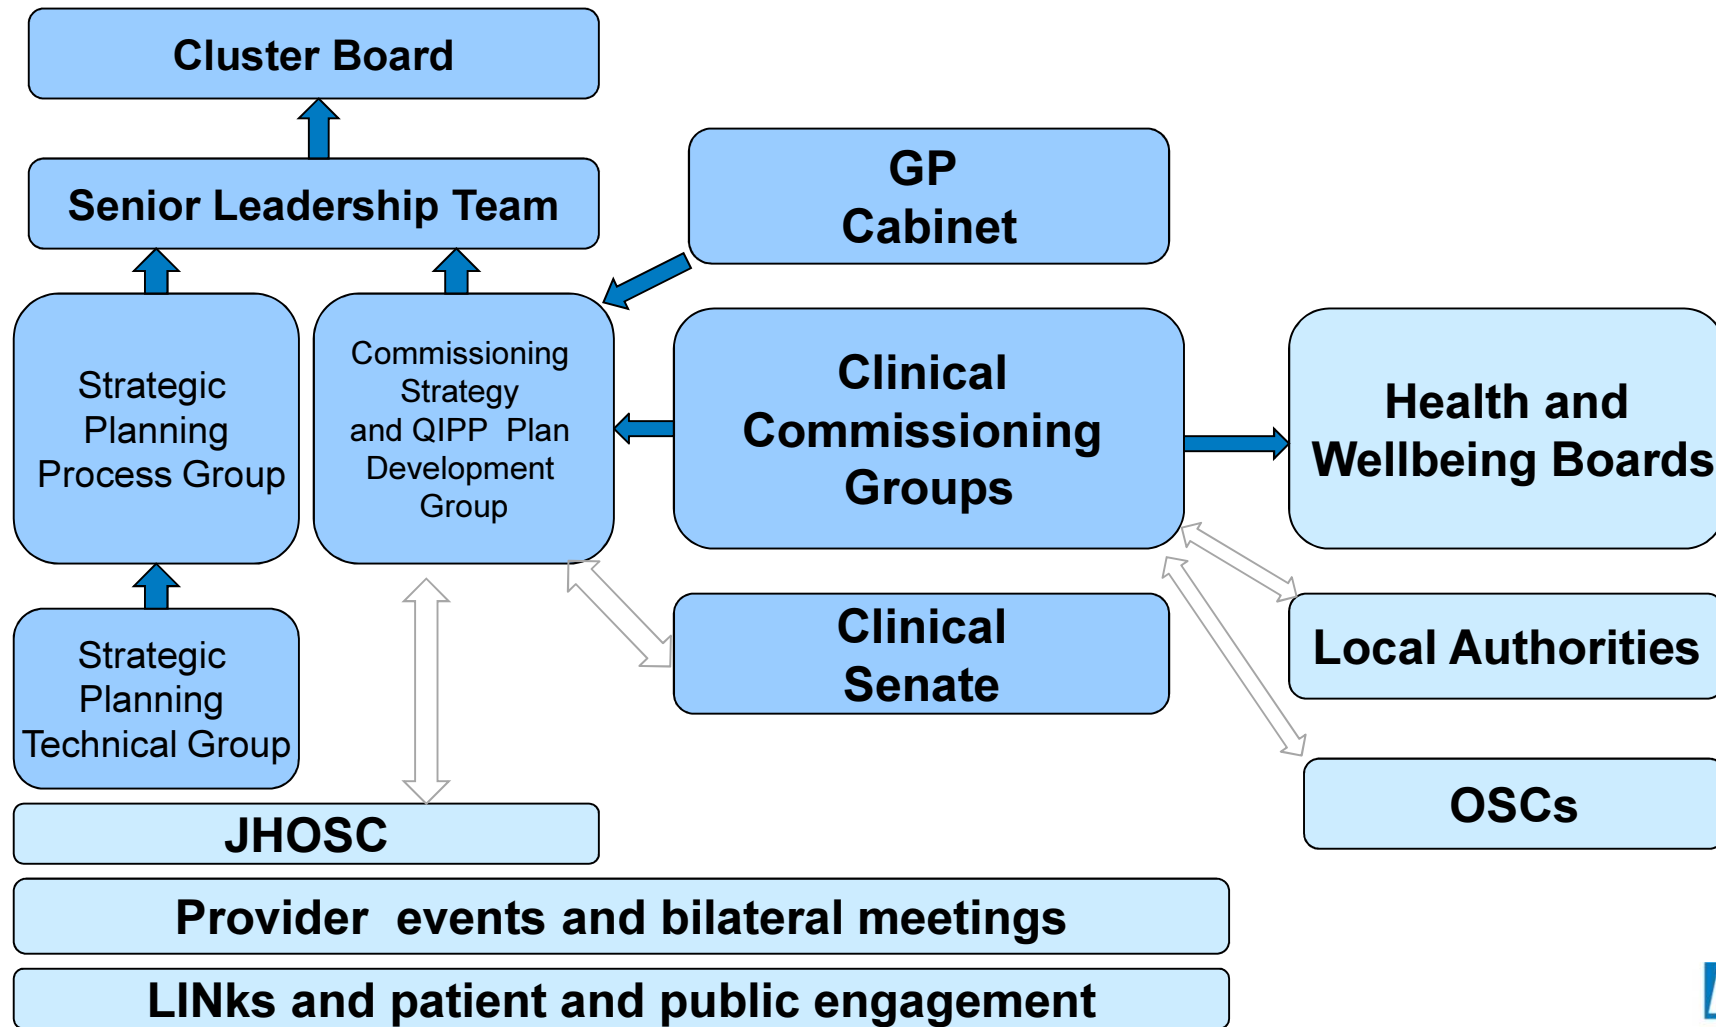 Cluster Board
Senior Leadership Team
GP
Cabinet
Strategic
Planning
Process Group
Commissioning
Strategy
and QIPP  Plan
Development
Group
Clinical
Commissioning
Groups
Health and
Wellbeing Boards
Strategic
Planning
Technical Group
Clinical
Senate
Local Authorities
OSCs
JHOSC
Provider  events and bilateral meetings
LINks and patient and public engagement